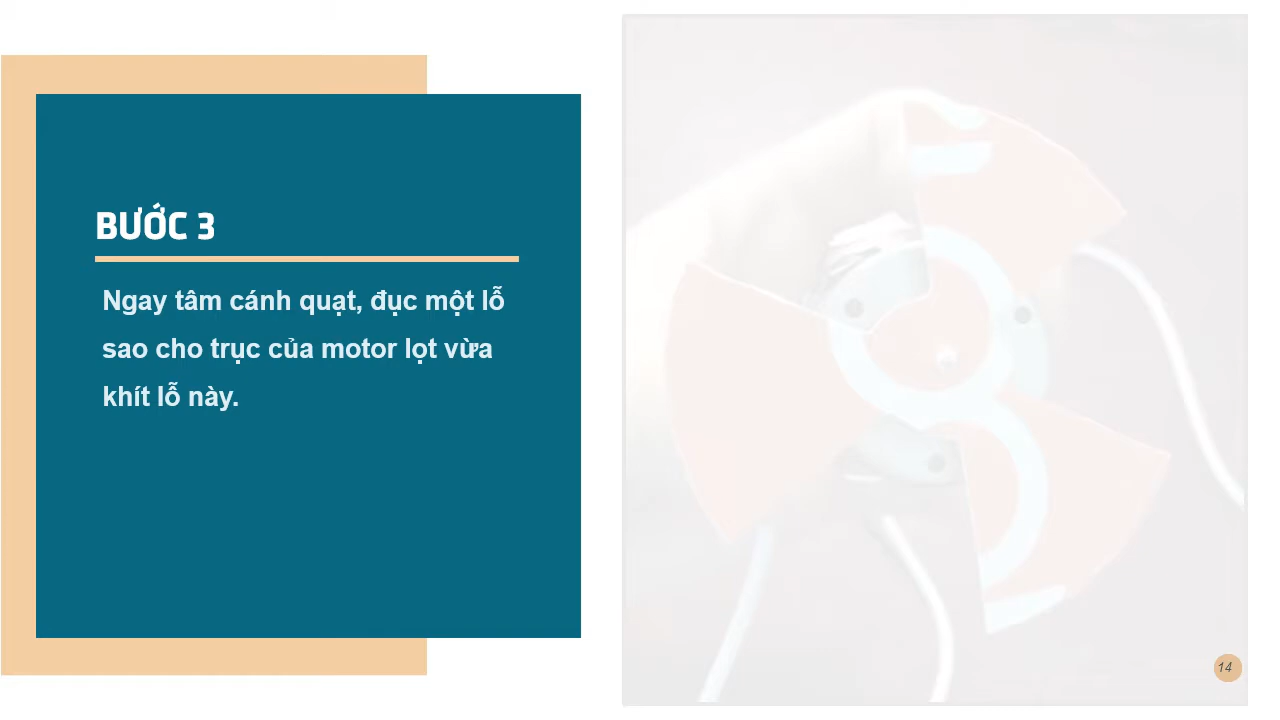 BƯỚC 3
Ngay tâm cánh quạt, đục một lỗ
sao cho trục của motor lọt vừa
khít lỗ này.
14